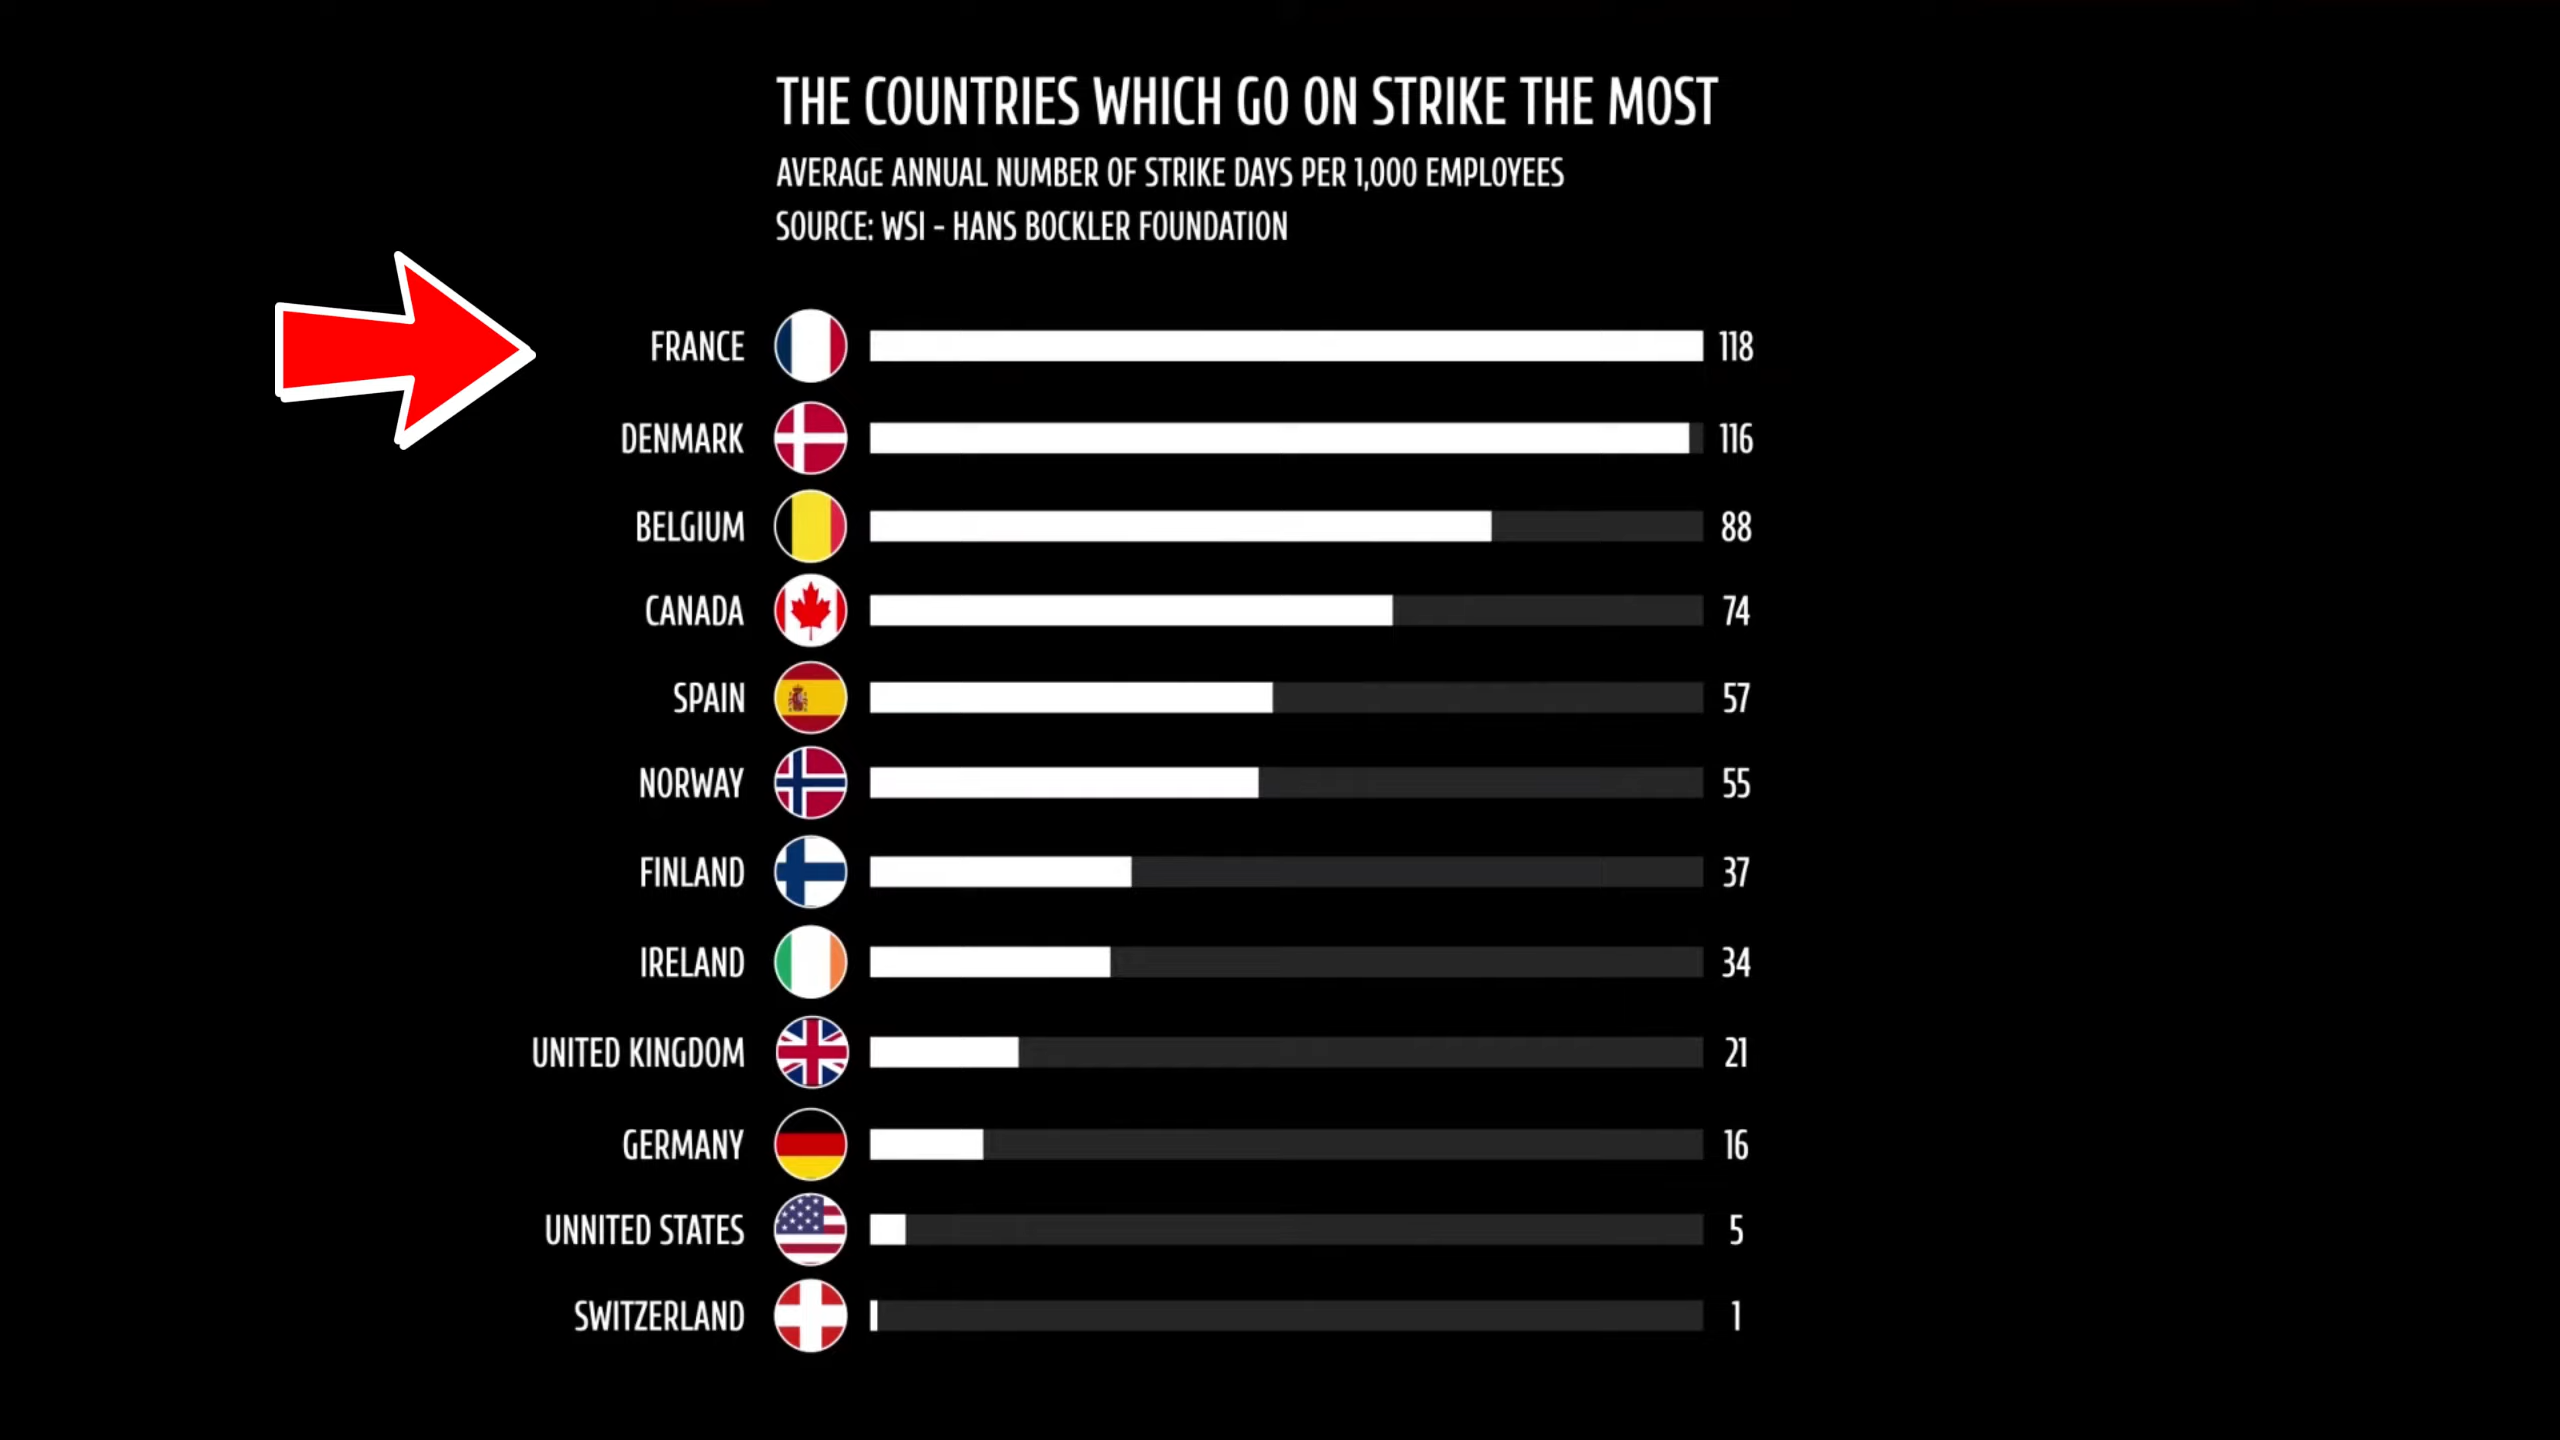 THE COUNTRIES WHICH GO ON STRIKE THE MOST
AVERAGE ANNUAL NUMBER OF STRIKE DAYS PER 1,000 EMPLOYEES
SOURCE: WSI - HANS BOCKLER FOUNDATION
FRANCE 118
DENMARK 116
BELGIUM 88
CANADA 74
SPAIN 57
NORWAY 55
FINLAND 37
IRELAND 34
UNITED KINGDOM 21
GERMANY 16
UNNITED STATES 5
SWITZERLAND 1